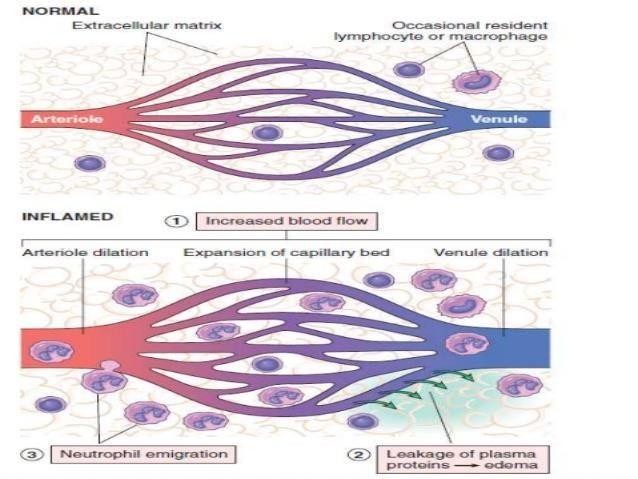 NORMAL
Extracellular matrix
Occasional resident
lymphocyte or macrophage
Arteriole
Venule
INFLAMED
1 Increased blood flow
Arteriole dilation
Expansion of capillary bed
Venule dilation
3 Neutrophil emigration
2 Leakage of plasma
proteins → edema